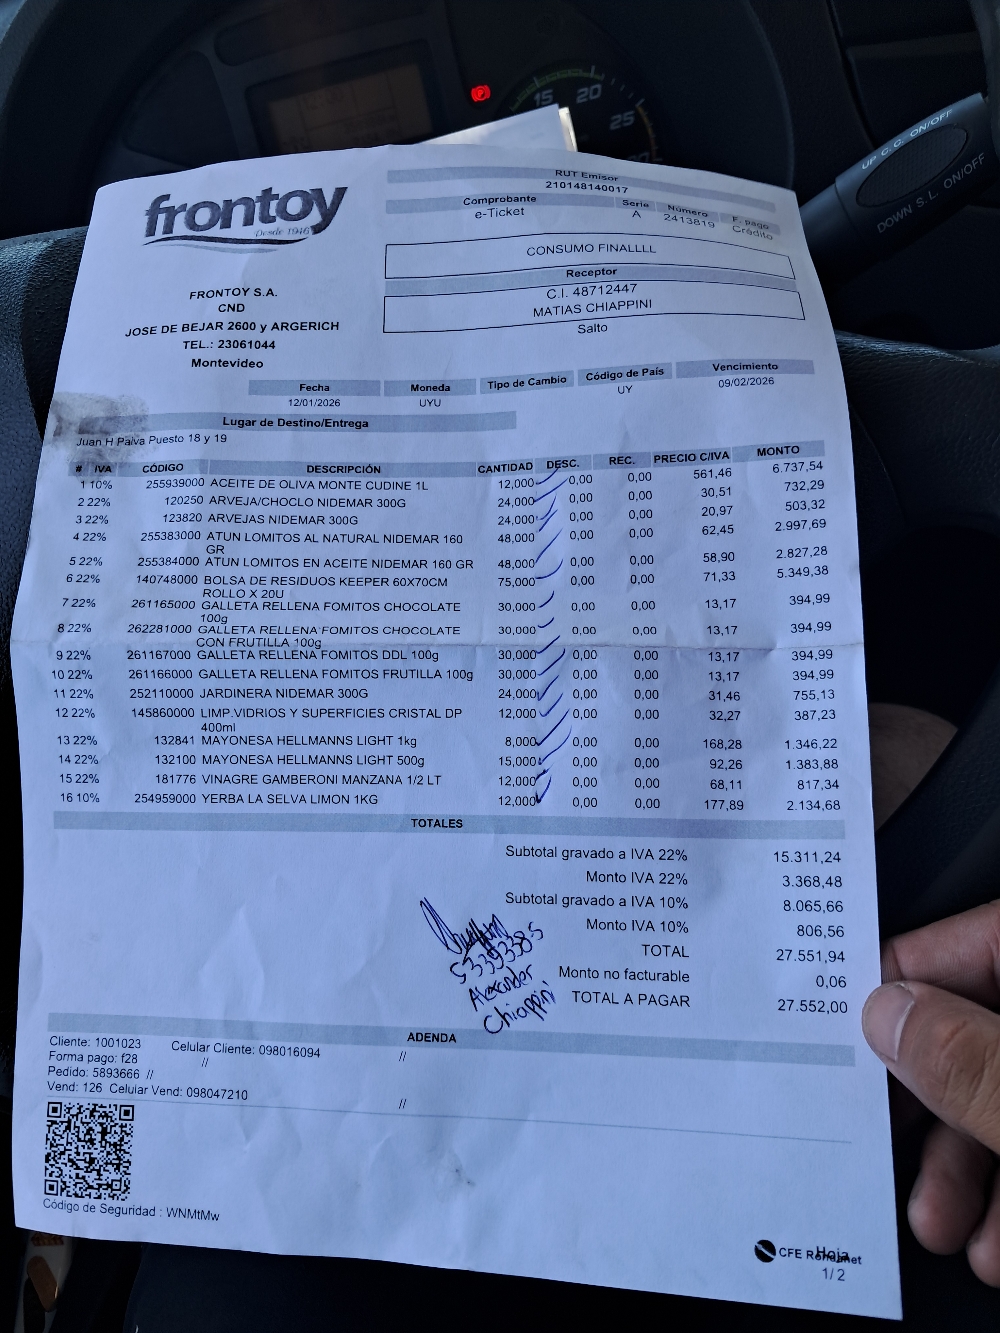 frontoy
Desde 1946
FRONTOY S.A.
CND
JOSE DE BEJAR 2600 y ARGERICH
TEL.: 23061044
Montevideo
RUT Emisor
210148140017
Comprobante Serie Número F. pago
e-Ticket A 2413819 Crédito
CONSUMO FINALLLL
Receptor
C.I. 48712447
MATIAS CHIAPPINI
Salto
Fecha Moneda Tipo de Cambio Código de País Vencimiento
12/01/2026 UYU UY 09/02/2026
Lugar de Destino/Entrega
Juan H Palva Puesto 18 y 19
# IVA CÓDIGO DESCRIPCIÓN CANTIDAD DESC. REC. PRECIO C/IVA MONTO
1 10% 255939000 ACEITE DE OLIVA MONTE CUDINE 1L 12,000 0,00 0,00 561,46 6.737,54
2 22% 120250 ARVEJA/CHOCLO NIDEMAR 300G 24,000 0,00 0,00 30,51 732,29
3 22% 123820 ARVEJAS NIDEMAR 300G 24,000 0,00 0,00 20,97 503,32
4 22% 255383000 ATUN LOMITOS AL NATURAL NIDEMAR 160 48,000 0,00 0,00 62,45 2.997,69
GR
5 22% 255384000 ATUN LOMITOS EN ACEITE NIDEMAR 160 GR 48,000 0,00 0,00 58,90 2.827,28
6 22% 140748000 BOLSA DE RESIDUOS KEEPER 60X70CM 75,000 0,00 0,00 71,33 5.349,38
ROLLO X 20U
7 22% 261165000 GALLETA RELLENA FOMITOS CHOCOLATE 30,000 0,00 0,00 13,17 394,99
100g
8 22% 262281000 GALLETA RELLENA FOMITOS CHOCOLATE 30,000 0,00 0,00 13,17 394,99
CON FRUTILLA 100g
9 22% 261167000 GALLETA RELLENA FOMITOS DDL 100g 30,000 0,00 0,00 13,17 394,99
10 22% 261166000 GALLETA RELLENA FOMITOS FRUTILLA 100g 30,000 0,00 0,00 13,17 394,99
11 22% 252110000 JARDINERA NIDEMAR 300G 24,000 0,00 0,00 31,46 755,13
12 22% 145860000 LIMP.VIDRIOS Y SUPERFICIES CRISTAL DP 12,000 0,00 0,00 32,27 387,23
400ml
13 22% 132841 MAYONESA HELLMANNS LIGHT 1kg 8,000 0,00 0,00 168,28 1.346,22
14 22% 132100 MAYONESA HELLMANNS LIGHT 500g 15,000 0,00 0,00 92,26 1.383,88
15 22% 181776 VINAGRE GAMBERONI MANZANA 1/2 LT 12,000 0,00 0,00 68,11 817,34
16 10% 254959000 YERBA LA SELVA LIMON 1KG 12,000 0,00 0,00 177,89 2.134,68
TOTALES
Subtotal gravado a IVA 22% 15.311,24
Monto IVA 22% 3.368,48
Subtotal gravado a IVA 10% 8.065,66
Monto IVA 10% 806,56
TOTAL 27.551,94
Monto no facturable 0,06
TOTAL A PAGAR 27.552,00
53393385
Alexander
Chiappini
ADENDA
Cliente: 1001023 Celular Cliente: 098016094 //
Forma pago: f28 //
Pedido: 5893666 //
Vend: 126 Celular Vend: 098047210 //
Código de Seguridad : WNMtMw
CFE
Hoja
1/2
15 20
25
UP C.C. ON/OFF
DOWN S.L. ON/OFF